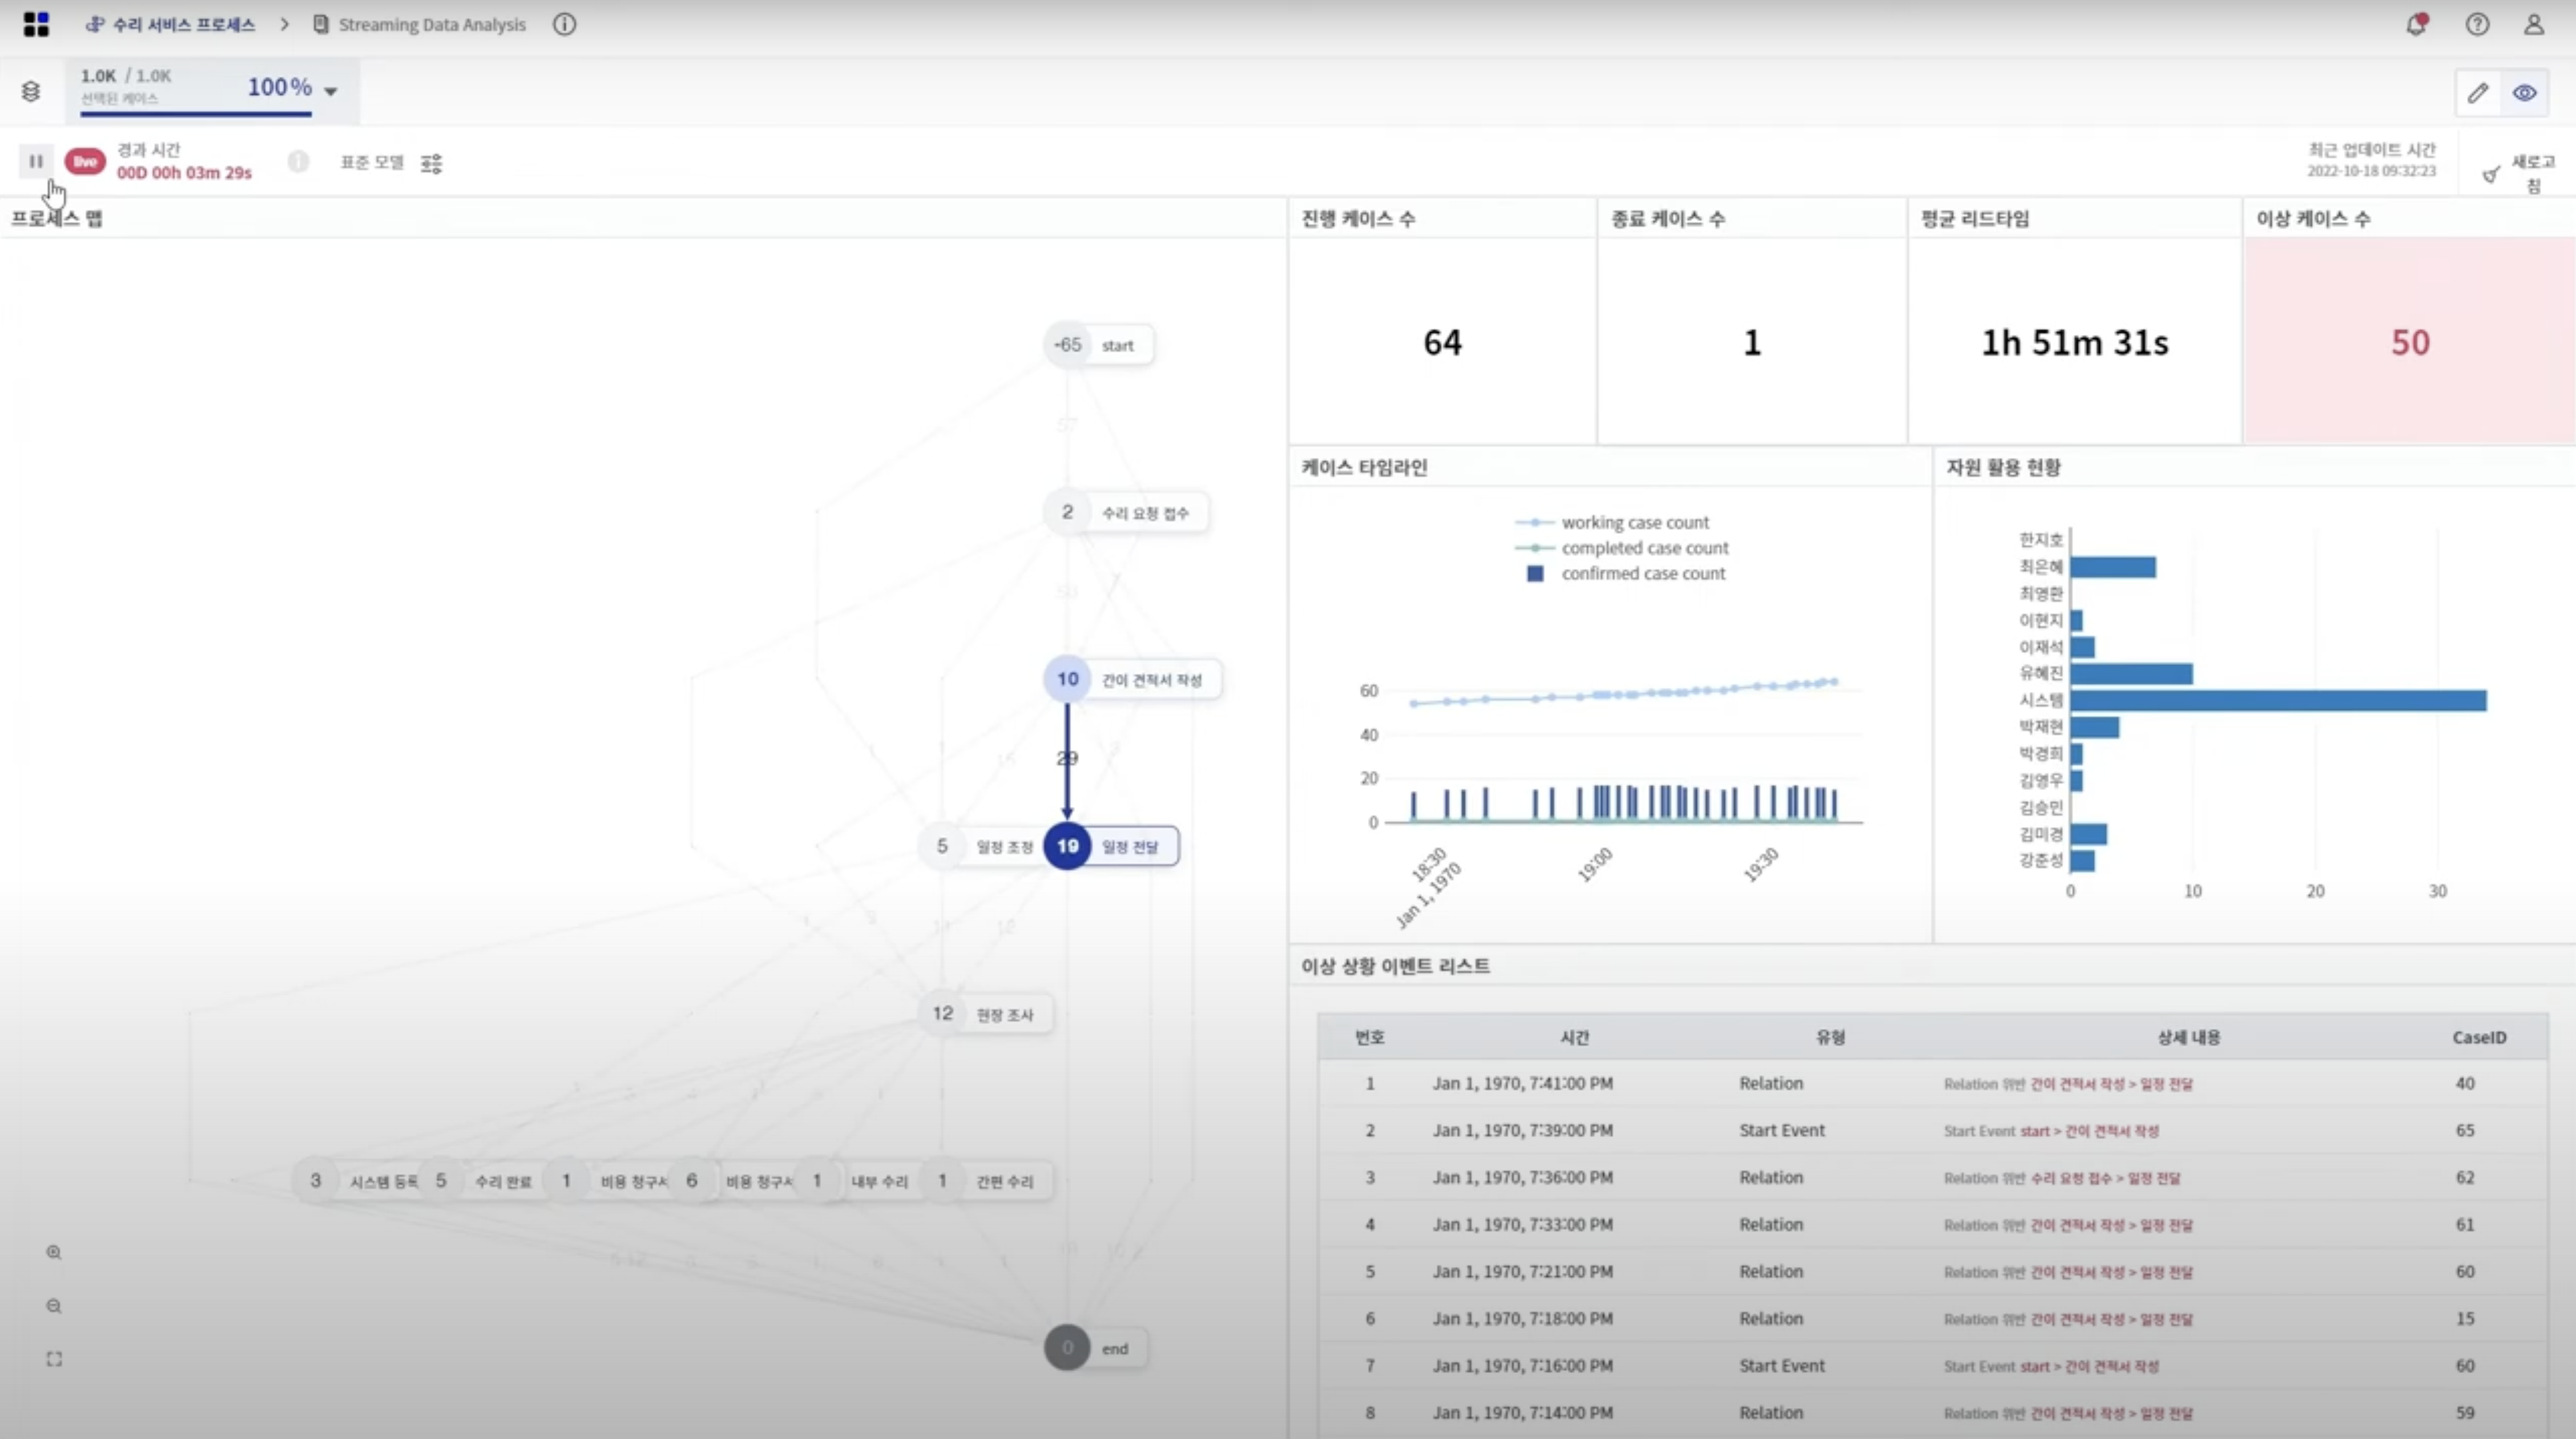 수리 서비스 프로세스 > Streaming Data Analysis
1.0K / 1.0K
선택된 케이스
100%
live
경과 시간
00D 00h 03m 29s
표준 모델
최근 업데이트 시간
2022-10-18 09:32:23
새로고
침
프로세스 맵
-65 start
57
2 수리 요청 접수
10 간이 견적서 작성
29
5 일정 조정
19 일정 전달
12 현장 조사
3 시스템 등록
5 수리 완료
1 비용 청구서
6 비용 청구서
1 내부 수리
1 간편 수리
0 end
진행 케이스 수
64
종료 케이스 수
1
평균 리드타임
1h 51m 31s
이상 케이스 수
50
케이스 타임라인
working case count
completed case count
confirmed case count
60
40
20
0
18:30
Jan 1, 1970
19:00
19:30
자원 활용 현황
한지호
최은혜
최영환
이현지
이재석
유혜진
시스템
박재현
박경희
김영우
김승민
김미경
강준성
0 10 20 30
이상 상황 이벤트 리스트
번호 시간 유형 상세 내용 CaseID
1 Jan 1, 1970, 7:41:00 PM Relation Relation 위반 간이 견적서 작성 > 일정 전달 40
2 Jan 1, 1970, 7:39:00 PM Start Event Start Event start > 간이 견적서 작성 65
3 Jan 1, 1970, 7:36:00 PM Relation Relation 위반 수리 요청 접수 > 일정 전달 62
4 Jan 1, 1970, 7:33:00 PM Relation Relation 위반 간이 견적서 작성 > 일정 전달 61
5 Jan 1, 1970, 7:21:00 PM Relation Relation 위반 간이 견적서 작성 > 일정 전달 60
6 Jan 1, 1970, 7:18:00 PM Relation Relation 위반 간이 견적서 작성 > 일정 전달 15
7 Jan 1, 1970, 7:16:00 PM Start Event Start Event start > 간이 견적서 작성 60
8 Jan 1, 1970, 7:14:00 PM Relation Relation 위반 간이 견적서 작성 > 일정 전달 59